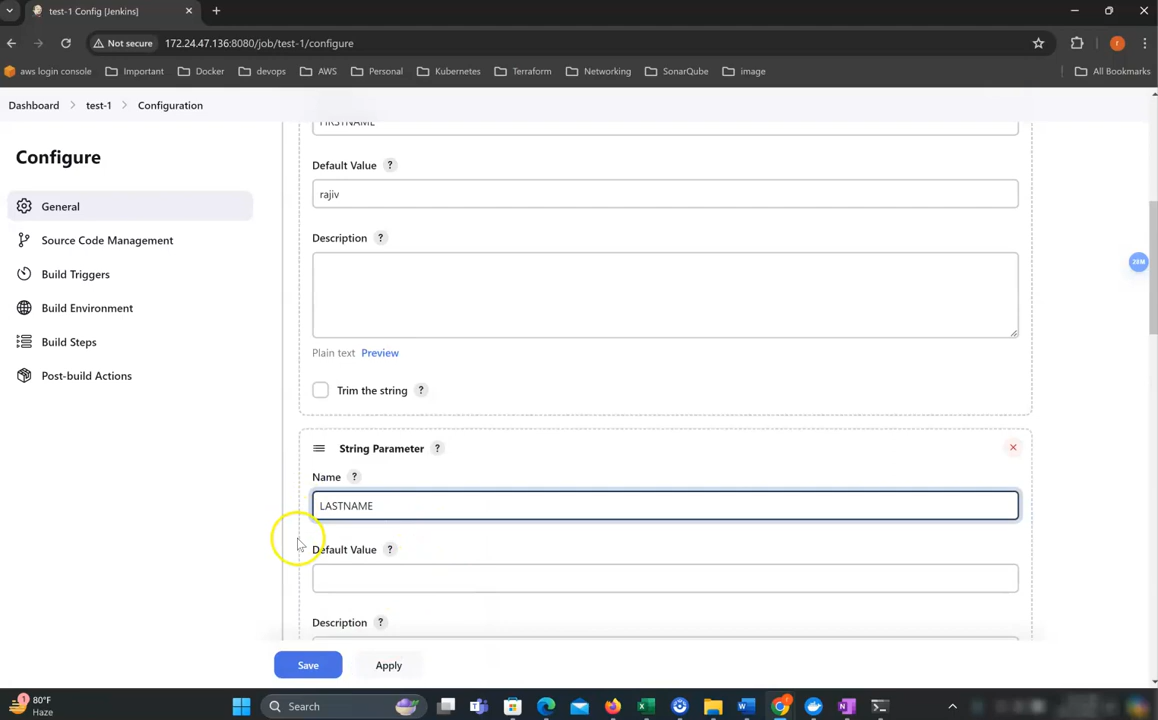 test-1 Config [Jenkins]
Not secure 172.24.47.136:8080/job/test-1/configure
r
aws login console Important Docker devops AWS Personal Kubernetes Terraform Networking SonarQube image All Bookmarks
Dashboard > test-1 > Configuration
Configure
General
Source Code Management
Build Triggers
Build Environment
Build Steps
Post-build Actions
FIRSTNAME
Default Value ?
rajiv
Description ?
Plain text Preview
Trim the string ?
String Parameter ?
Name ?
LASTNAME
Default Value ?
Description ?
Save Apply
28M
1
80°F
Haze
Search